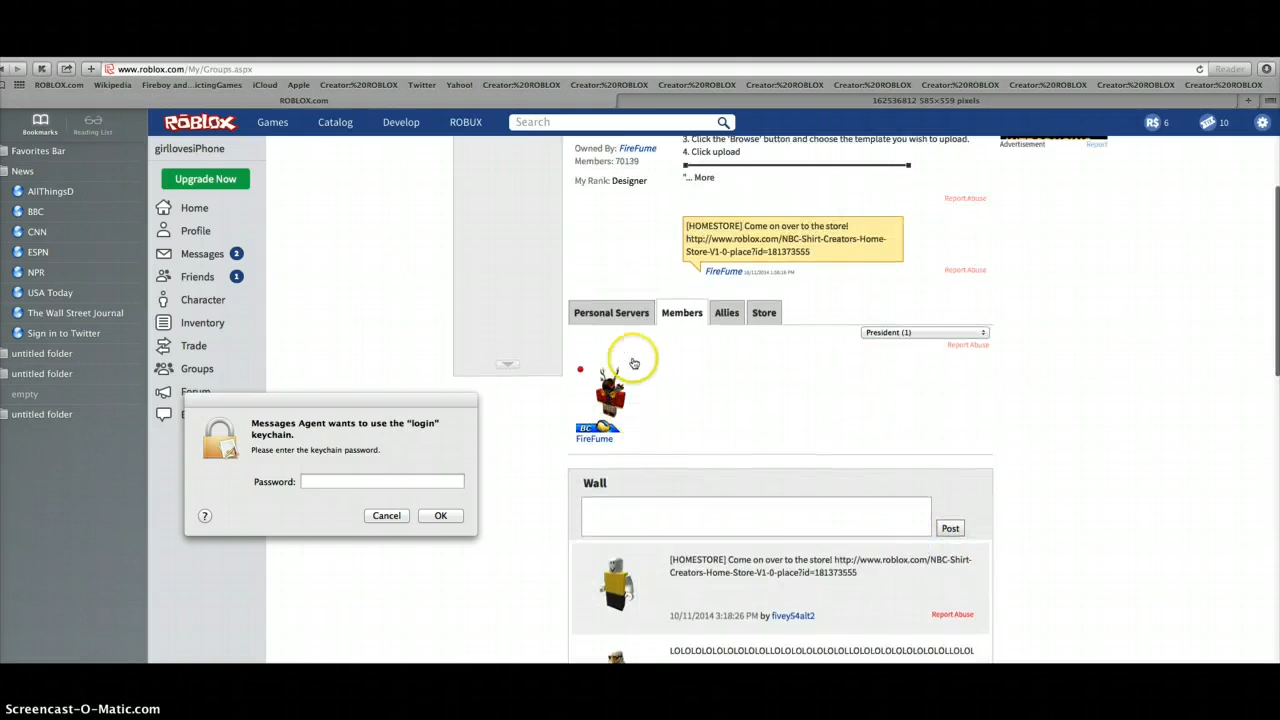 www.roblox.com/My/Groups.aspx
Reader
ROBLOX.com Wikipedia Fireboy and ...ictingGames iCloud Apple Creator:%20ROBLOX Twitter Yahoo! Creator:%20ROBLOX Creator:%20ROBLOX Creator:%20ROBLOX Creator:%20ROBLOX Creator:%20ROBLOX Creator:%20ROBLOX Creator:%20ROBLOX
ROBLOX.com
162536812 585×559 pixels
Bookmarks
Reading List
Favorites Bar
News
AllThingsD
BBC
CNN
ESPN
NPR
USA Today
The Wall Street Journal
Sign in to Twitter
untitled folder
untitled folder
empty
untitled folder
ROBLOX
Games
Catalog
Develop
ROBUX
Search
R$ 6
10
girllovesiPhone
Upgrade Now
Home
Profile
Messages 2
Friends 1
Character
Inventory
Trade
Groups
Forum
Owned By: FireFume
Members: 70139
My Rank: Designer
3. Click the 'Browse' button and choose the template you wish to upload.
4. Click upload
"... More
Report Abuse
Advertisement
Report
[HOMESTORE] Come on over to the store!
http://www.roblox.com/NBC-Shirt-Creators-Home-
Store-V1-0-place?id=181373555
FireFume 10/11/2014 1:08:16 PM
Report Abuse
Personal Servers
Members
Allies
Store
President (1)
Report Abuse
BC
FireFume
Messages Agent wants to use the “login”
keychain.
Please enter the keychain password.
Password:
?
Cancel
OK
Wall
Post
[HOMESTORE] Come on over to the store! http://www.roblox.com/NBC-Shirt-
Creators-Home-Store-V1-0-place?id=181373555
10/11/2014 3:18:26 PM by fivey54alt2
Report Abuse
Screencast-O-Matic.com